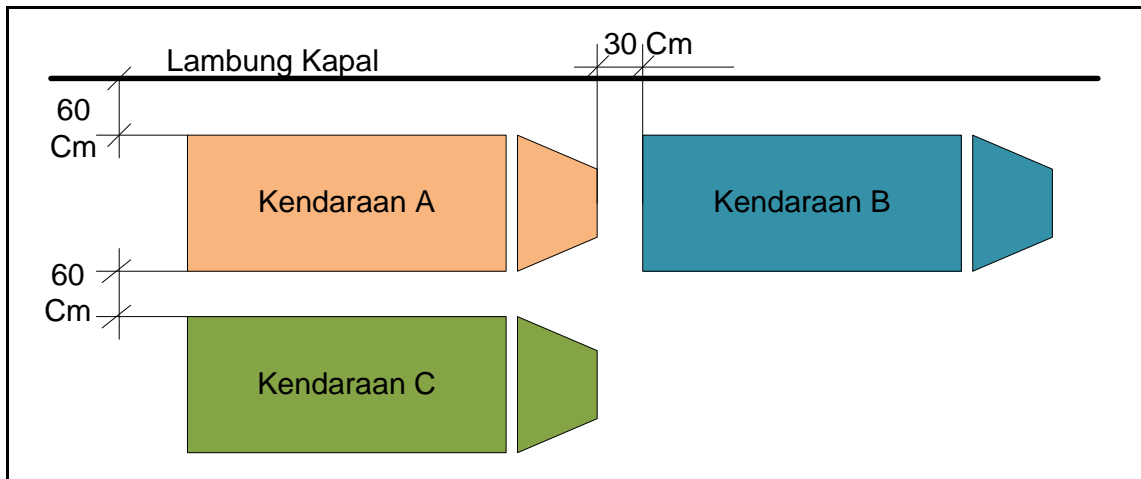 Lambung Kapal
30 Cm
60
Cm
Kendaraan A
Kendaraan B
60
Cm
Kendaraan C